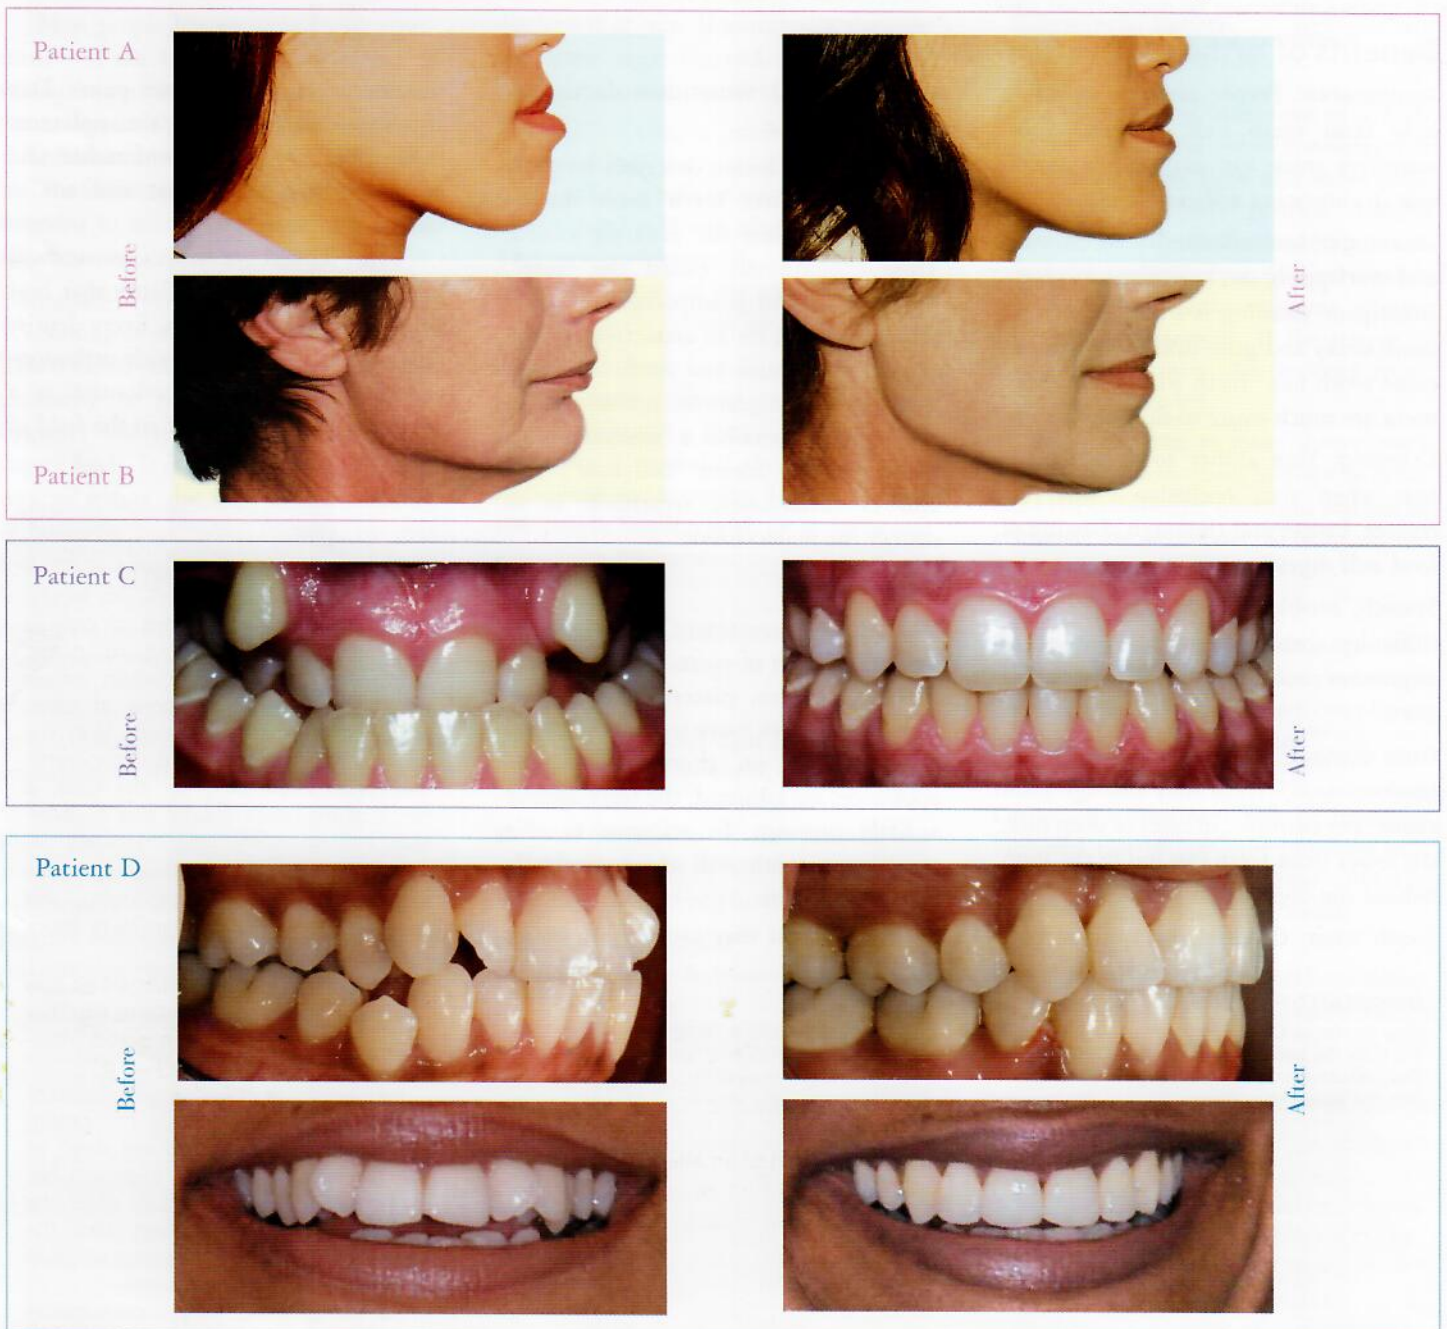 Patient A
Before
After
Patient B
Patient C
Before
After
Patient D
Before
After